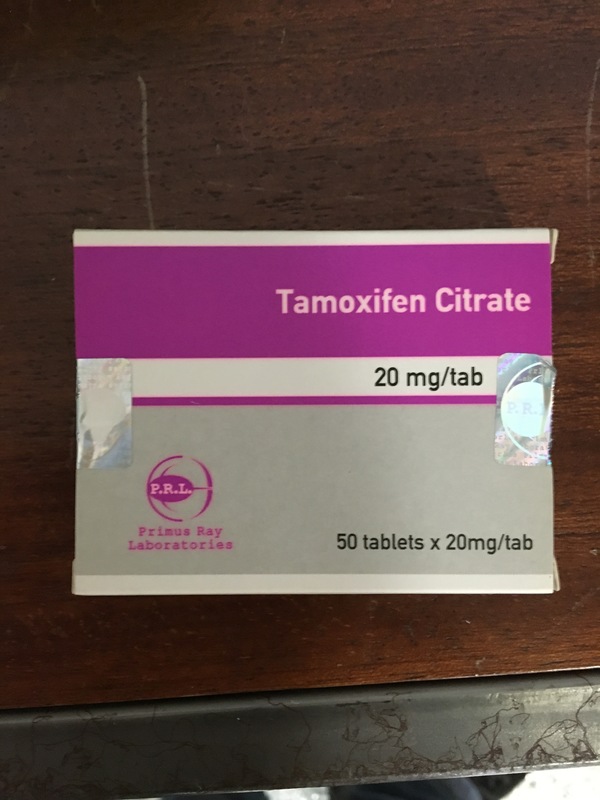 Tamoxifen Citrate
20 mg/tab
P.R.
P.R.L.
Primus Ray
Laboratories
50 tablets x 20mg/tab